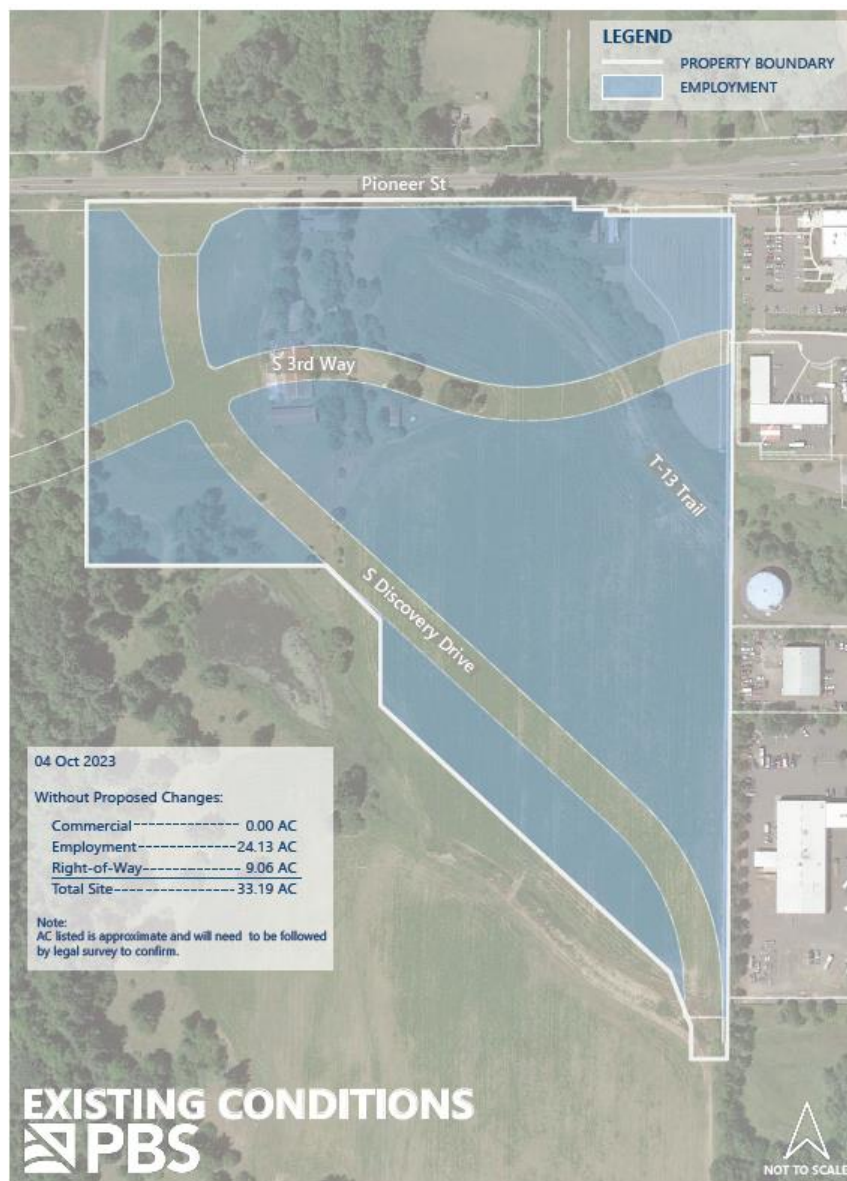 LEGEND
PROPERTY BOUNDARY
EMPLOYMENT
Pioneer St
S 3rd Way
T-13 Trail
S Discovery Drive
04 Oct 2023
Without Proposed Changes:
Commercial-------------- 0.00 AC
Employment--------------24.13 AC
Right-of-Way------------- 9.06 AC
Total Site----------------- 33.19 AC
Note:
AC listed is approximate and will need to be followed
by legal survey to confirm.
EXISTING CONDITIONS
PBS
NOT TO SCALE